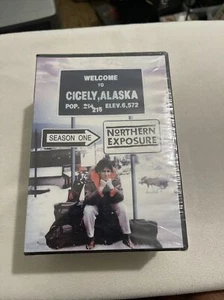 WELCOME
TO
CICELY, ALASKA
POP. 214 ELEV. 6,572
215
SEASON ONE
NORTHERN
EXPOSURE